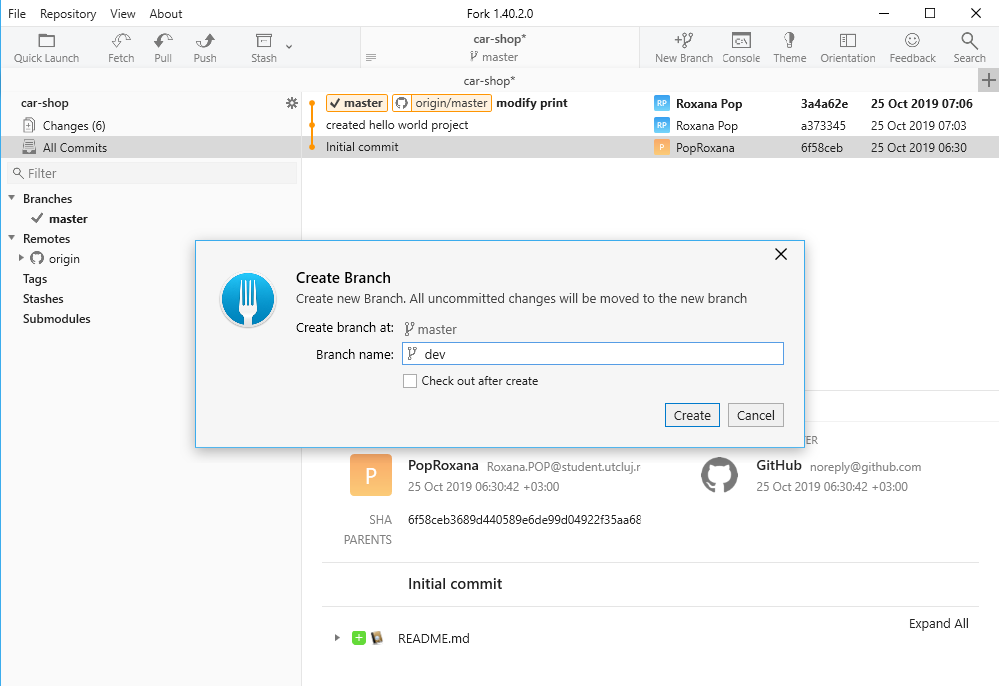 File Repository View About Fork 1.40.2.0
Quick Launch Fetch Pull Push Stash car-shop* master New Branch Console Theme Orientation Feedback Search
car-shop*
car-shop
Changes (6)
All Commits
Filter
Branches
master
Remotes
origin
Tags
Stashes
Submodules
master origin/master modify print RP Roxana Pop 3a4a62e 25 Oct 2019 07:06
created hello world project RP Roxana Pop a373345 25 Oct 2019 07:03
Initial commit P PopRoxana 6f58ceb 25 Oct 2019 06:30
Create Branch
Create new Branch. All uncommitted changes will be moved to the new branch
Create branch at: master
Branch name: dev
Check out after create
Create Cancel
ER
P PopRoxana Roxana.POP@student.utcluj.r GitHub noreply@github.com
25 Oct 2019 06:30:42 +03:00 25 Oct 2019 06:30:42 +03:00
SHA 6f58ceb3689d440589e6de99d04922f35aa68
PARENTS
Initial commit
Expand All
README.md